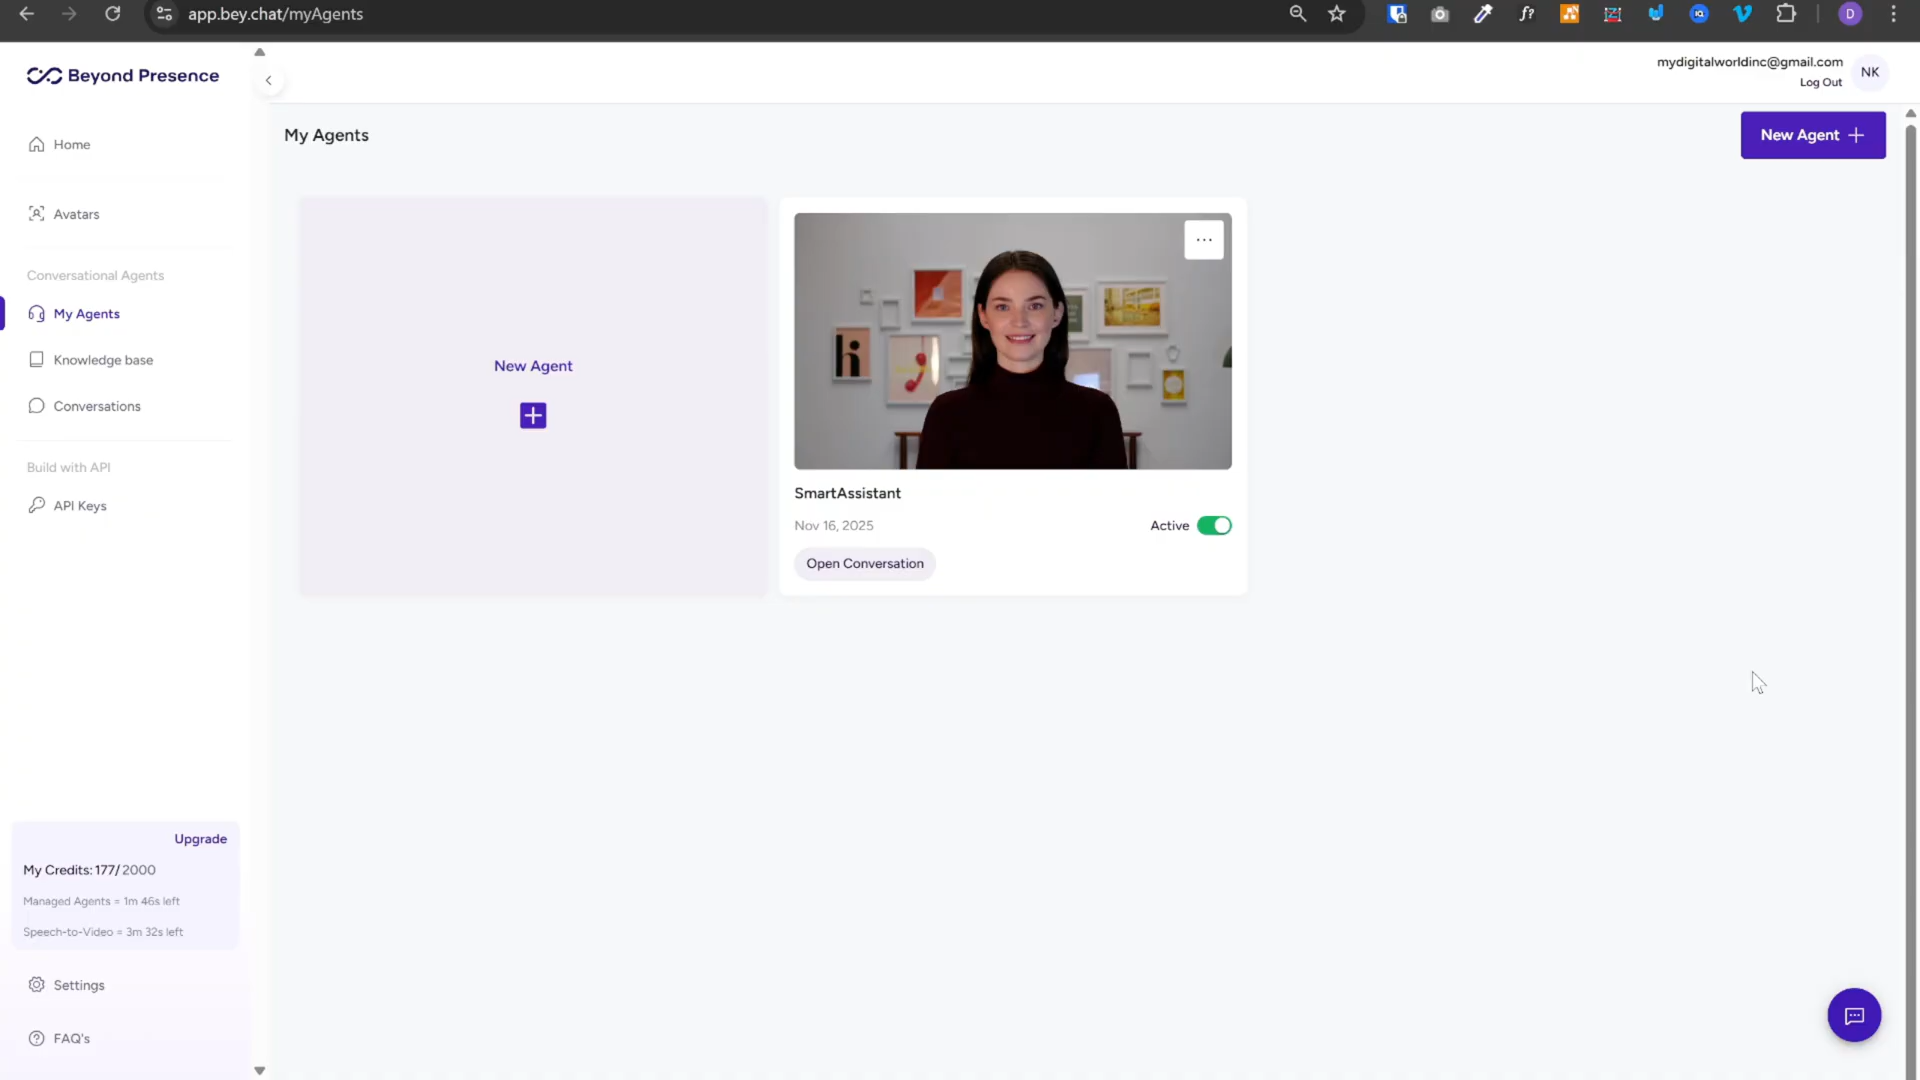 app.bey.chat/myAgents
D
Beyond Presence
mydigitalworldinc@gmail.com
Log Out
NK
Home
Avatars
Conversational Agents
My Agents
Knowledge base
Conversations
Build with API
API Keys
My Agents
New Agent
New Agent
SmartAssistant
Nov 16, 2025
Active
Open Conversation
Upgrade
My Credits: 177/ 2000
Managed Agents = 1m 46s left
Speech-to-Video = 3m 32s left
Settings
FAQ's